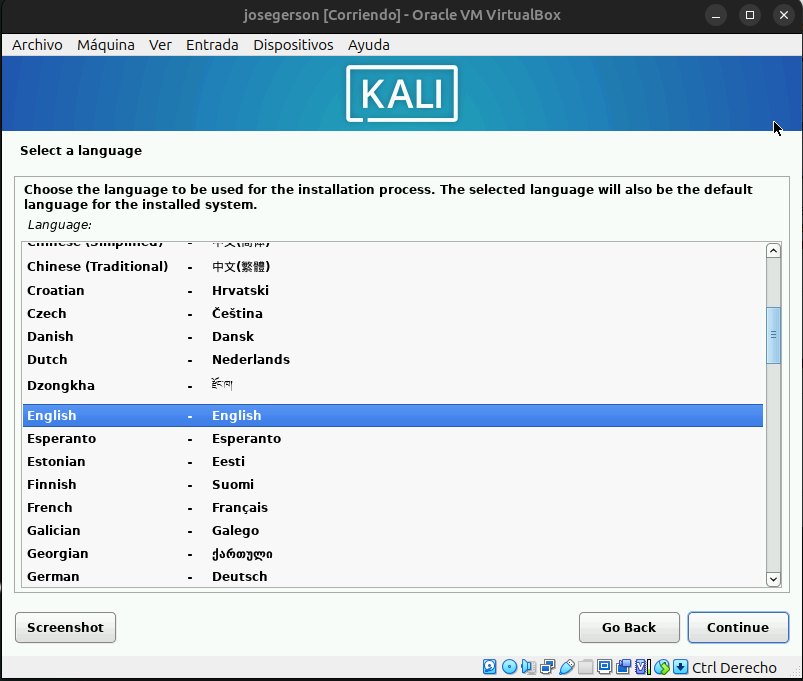 josegerson [Corriendo] - Oracle VM VirtualBox
Archivo Máquina Ver Entrada Dispositivos Ayuda
KALI
Select a language
Choose the language to be used for the installation process. The selected language will also be the default
language for the installed system.
Language:
Chinese (Simplified) - 中文(简体)
Chinese (Traditional) - 中文(繁體)
Croatian - Hrvatski
Czech - Čeština
Danish - Dansk
Dutch - Nederlands
Dzongkha - རྫོང་ཁ།
English - English
Esperanto - Esperanto
Estonian - Eesti
Finnish - Suomi
French - Français
Galician - Galego
Georgian - ქართული
German - Deutsch
Screenshot Go Back Continue
Ctrl Derecho